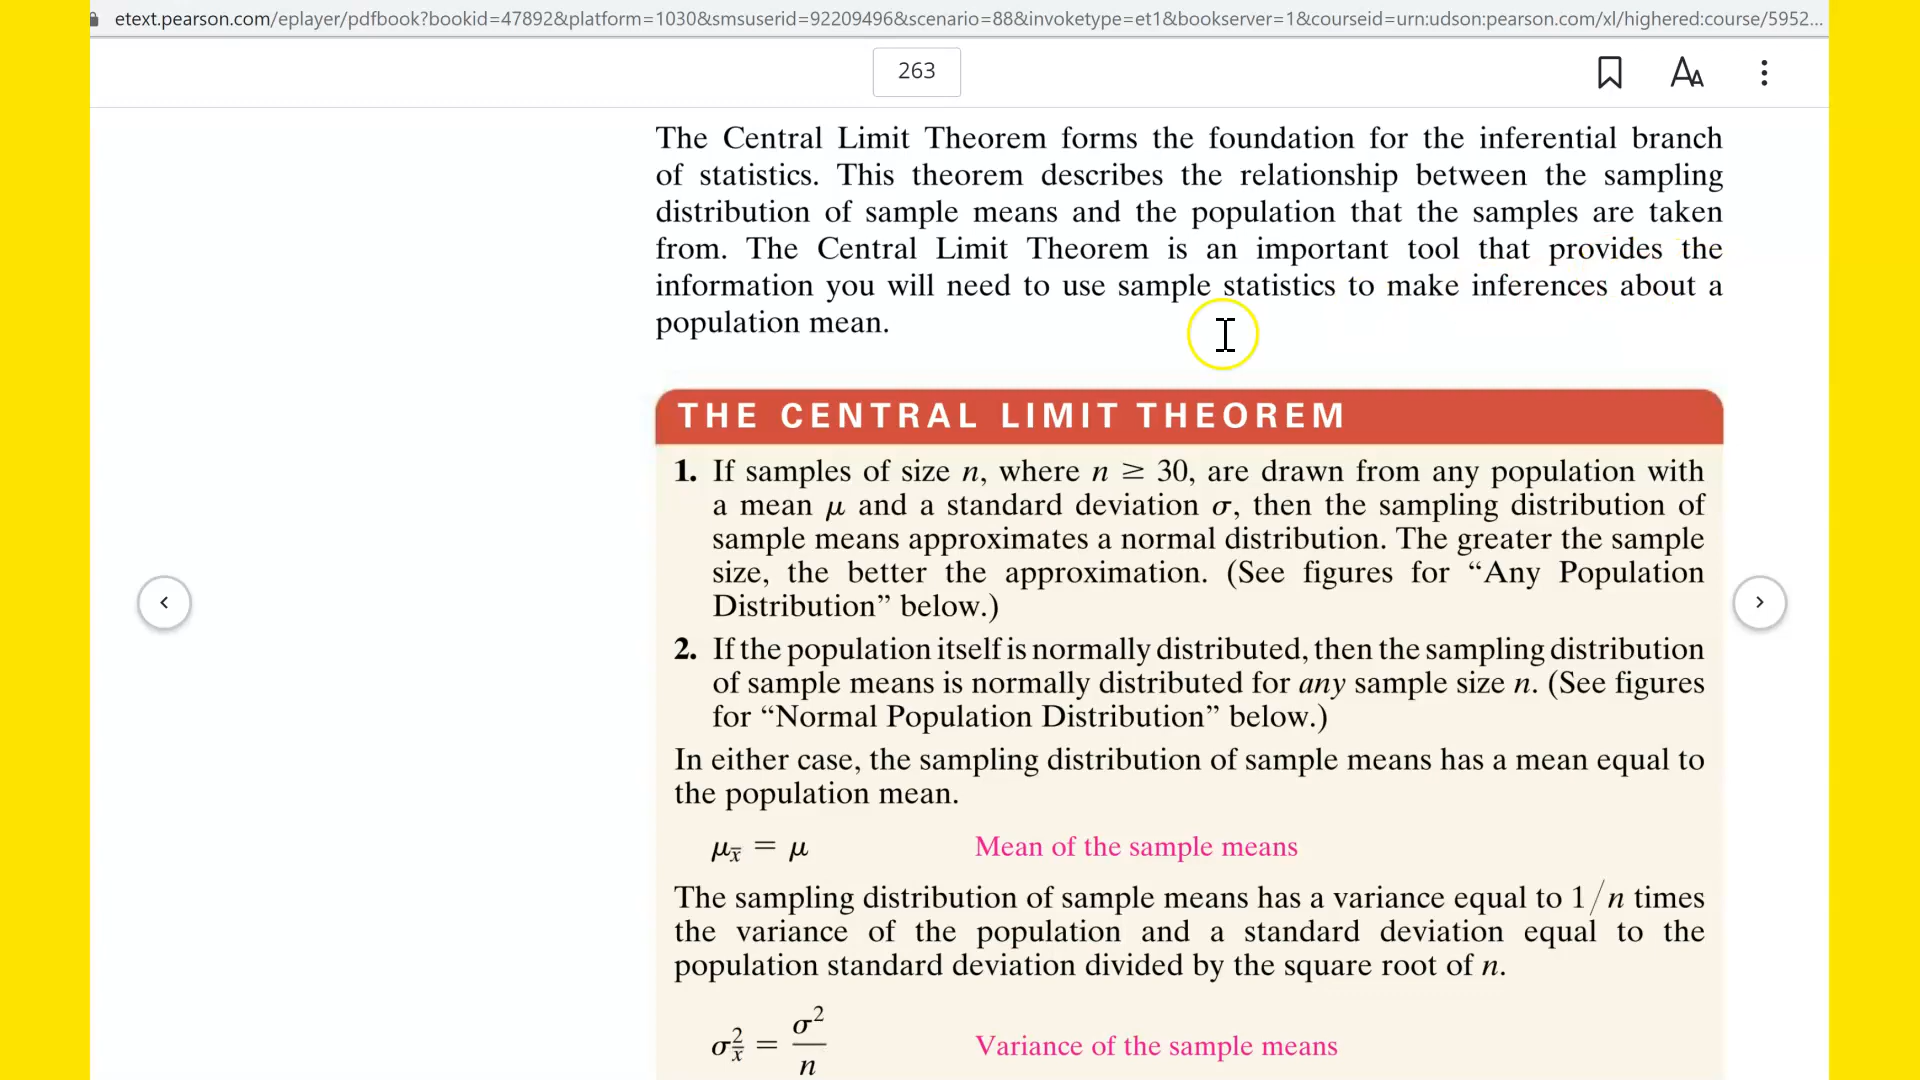 etext.pearson.com/eplayer/pdfbook?bookid=47892&platform=1030&smsuserid=92209496&scenario=88&invoketype=et1&bookserver=1&courseid=urn:udson:pearson.com/xl/highered:course/5952...
263
The Central Limit Theorem forms the foundation for the inferential branch
of statistics. This theorem describes the relationship between the sampling
distribution of sample means and the population that the samples are taken
from. The Central Limit Theorem is an important tool that provides the
information you will need to use sample statistics to make inferences about a
population mean.
THE CENTRAL LIMIT THEOREM
1. If samples of size n, where n ≥ 30, are drawn from any population with
a mean μ and a standard deviation σ, then the sampling distribution of
sample means approximates a normal distribution. The greater the sample
size, the better the approximation. (See figures for “Any Population
Distribution” below.)
2. If the population itself is normally distributed, then the sampling distribution
of sample means is normally distributed for any sample size n. (See figures
for “Normal Population Distribution” below.)
In either case, the sampling distribution of sample means has a mean equal to
the population mean.
μx̄ = μ Mean of the sample means
The sampling distribution of sample means has a variance equal to 1/n times
the variance of the population and a standard deviation equal to the
population standard deviation divided by the square root of n.
σ²x̄ = σ²/n Variance of the sample means